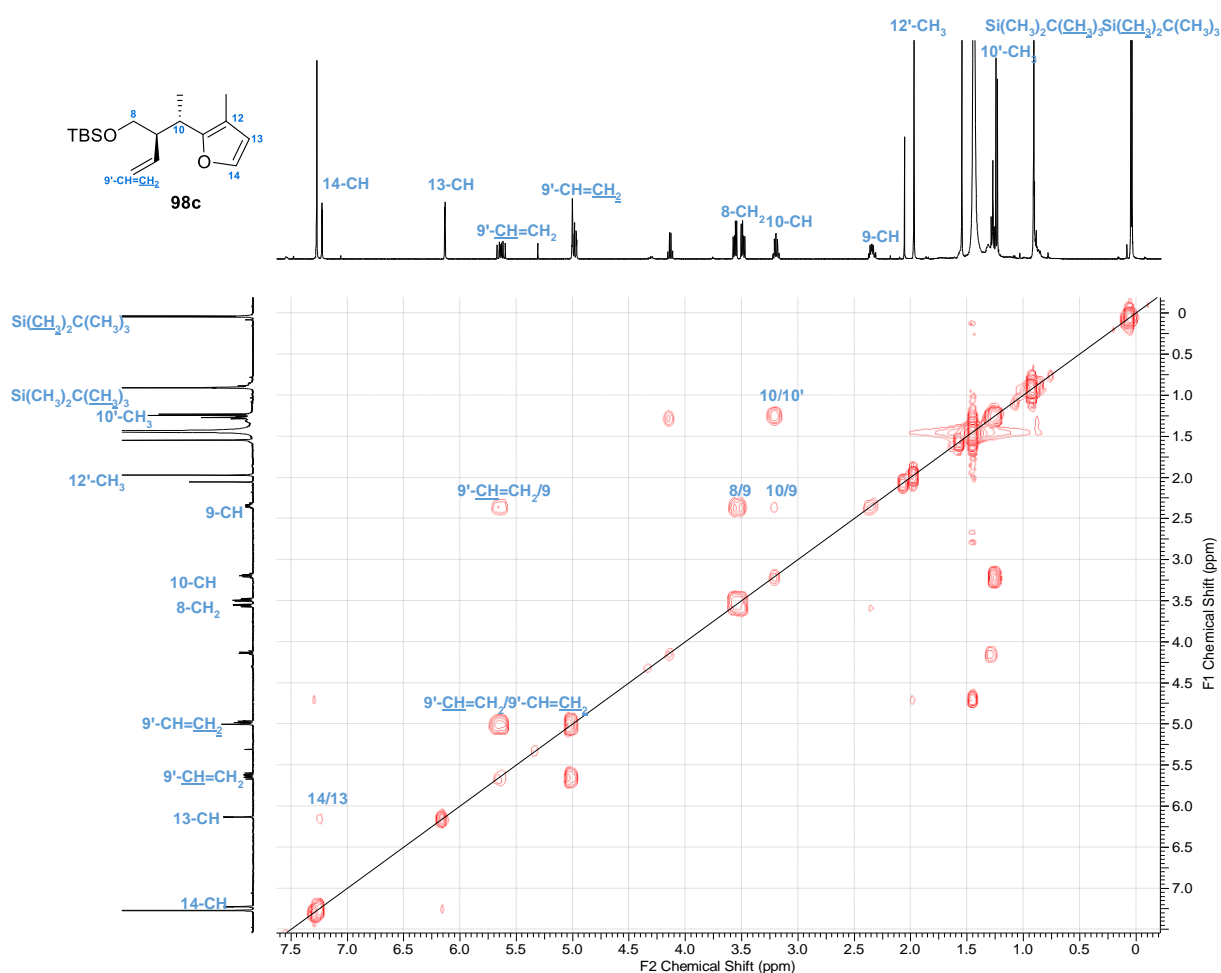 12'-CH3
Si(CH3)2C(CH3)3
Si(CH3)2C(CH3)3
10'-CH3
8
12
TBSO
10
13
O
14
9'-CH=CH2
98c
14-CH
13-CH
9'-CH=CH2
9'-CH=CH2
8-CH2
10-CH
9-CH
Si(CH3)2C(CH3)3
Si(CH3)2C(CH3)3
10'-CH3
12'-CH3
9-CH
10-CH
8-CH2
9'-CH=CH2
9'-CH=CH2
13-CH
14-CH
10/10'
9'-CH=CH2/9
8/9
10/9
9'-CH=CH2/9'-CH=CH2
14/13
0
0.5
1.0
1.5
2.0
2.5
3.0
3.5
4.0
4.5
5.0
5.5
6.0
6.5
7.0
F1 Chemical Shift (ppm)
7.5 7.0 6.5 6.0 5.5 5.0 4.5 4.0 3.5 3.0 2.5 2.0 1.5 1.0 0.5 0
F2 Chemical Shift (ppm)